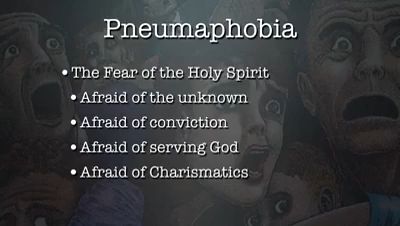 Pneumaphobia
• The Fear of the Holy Spirit
• Afraid of the unknown
• Afraid of conviction
• Afraid of serving God
• Afraid of Charismatics